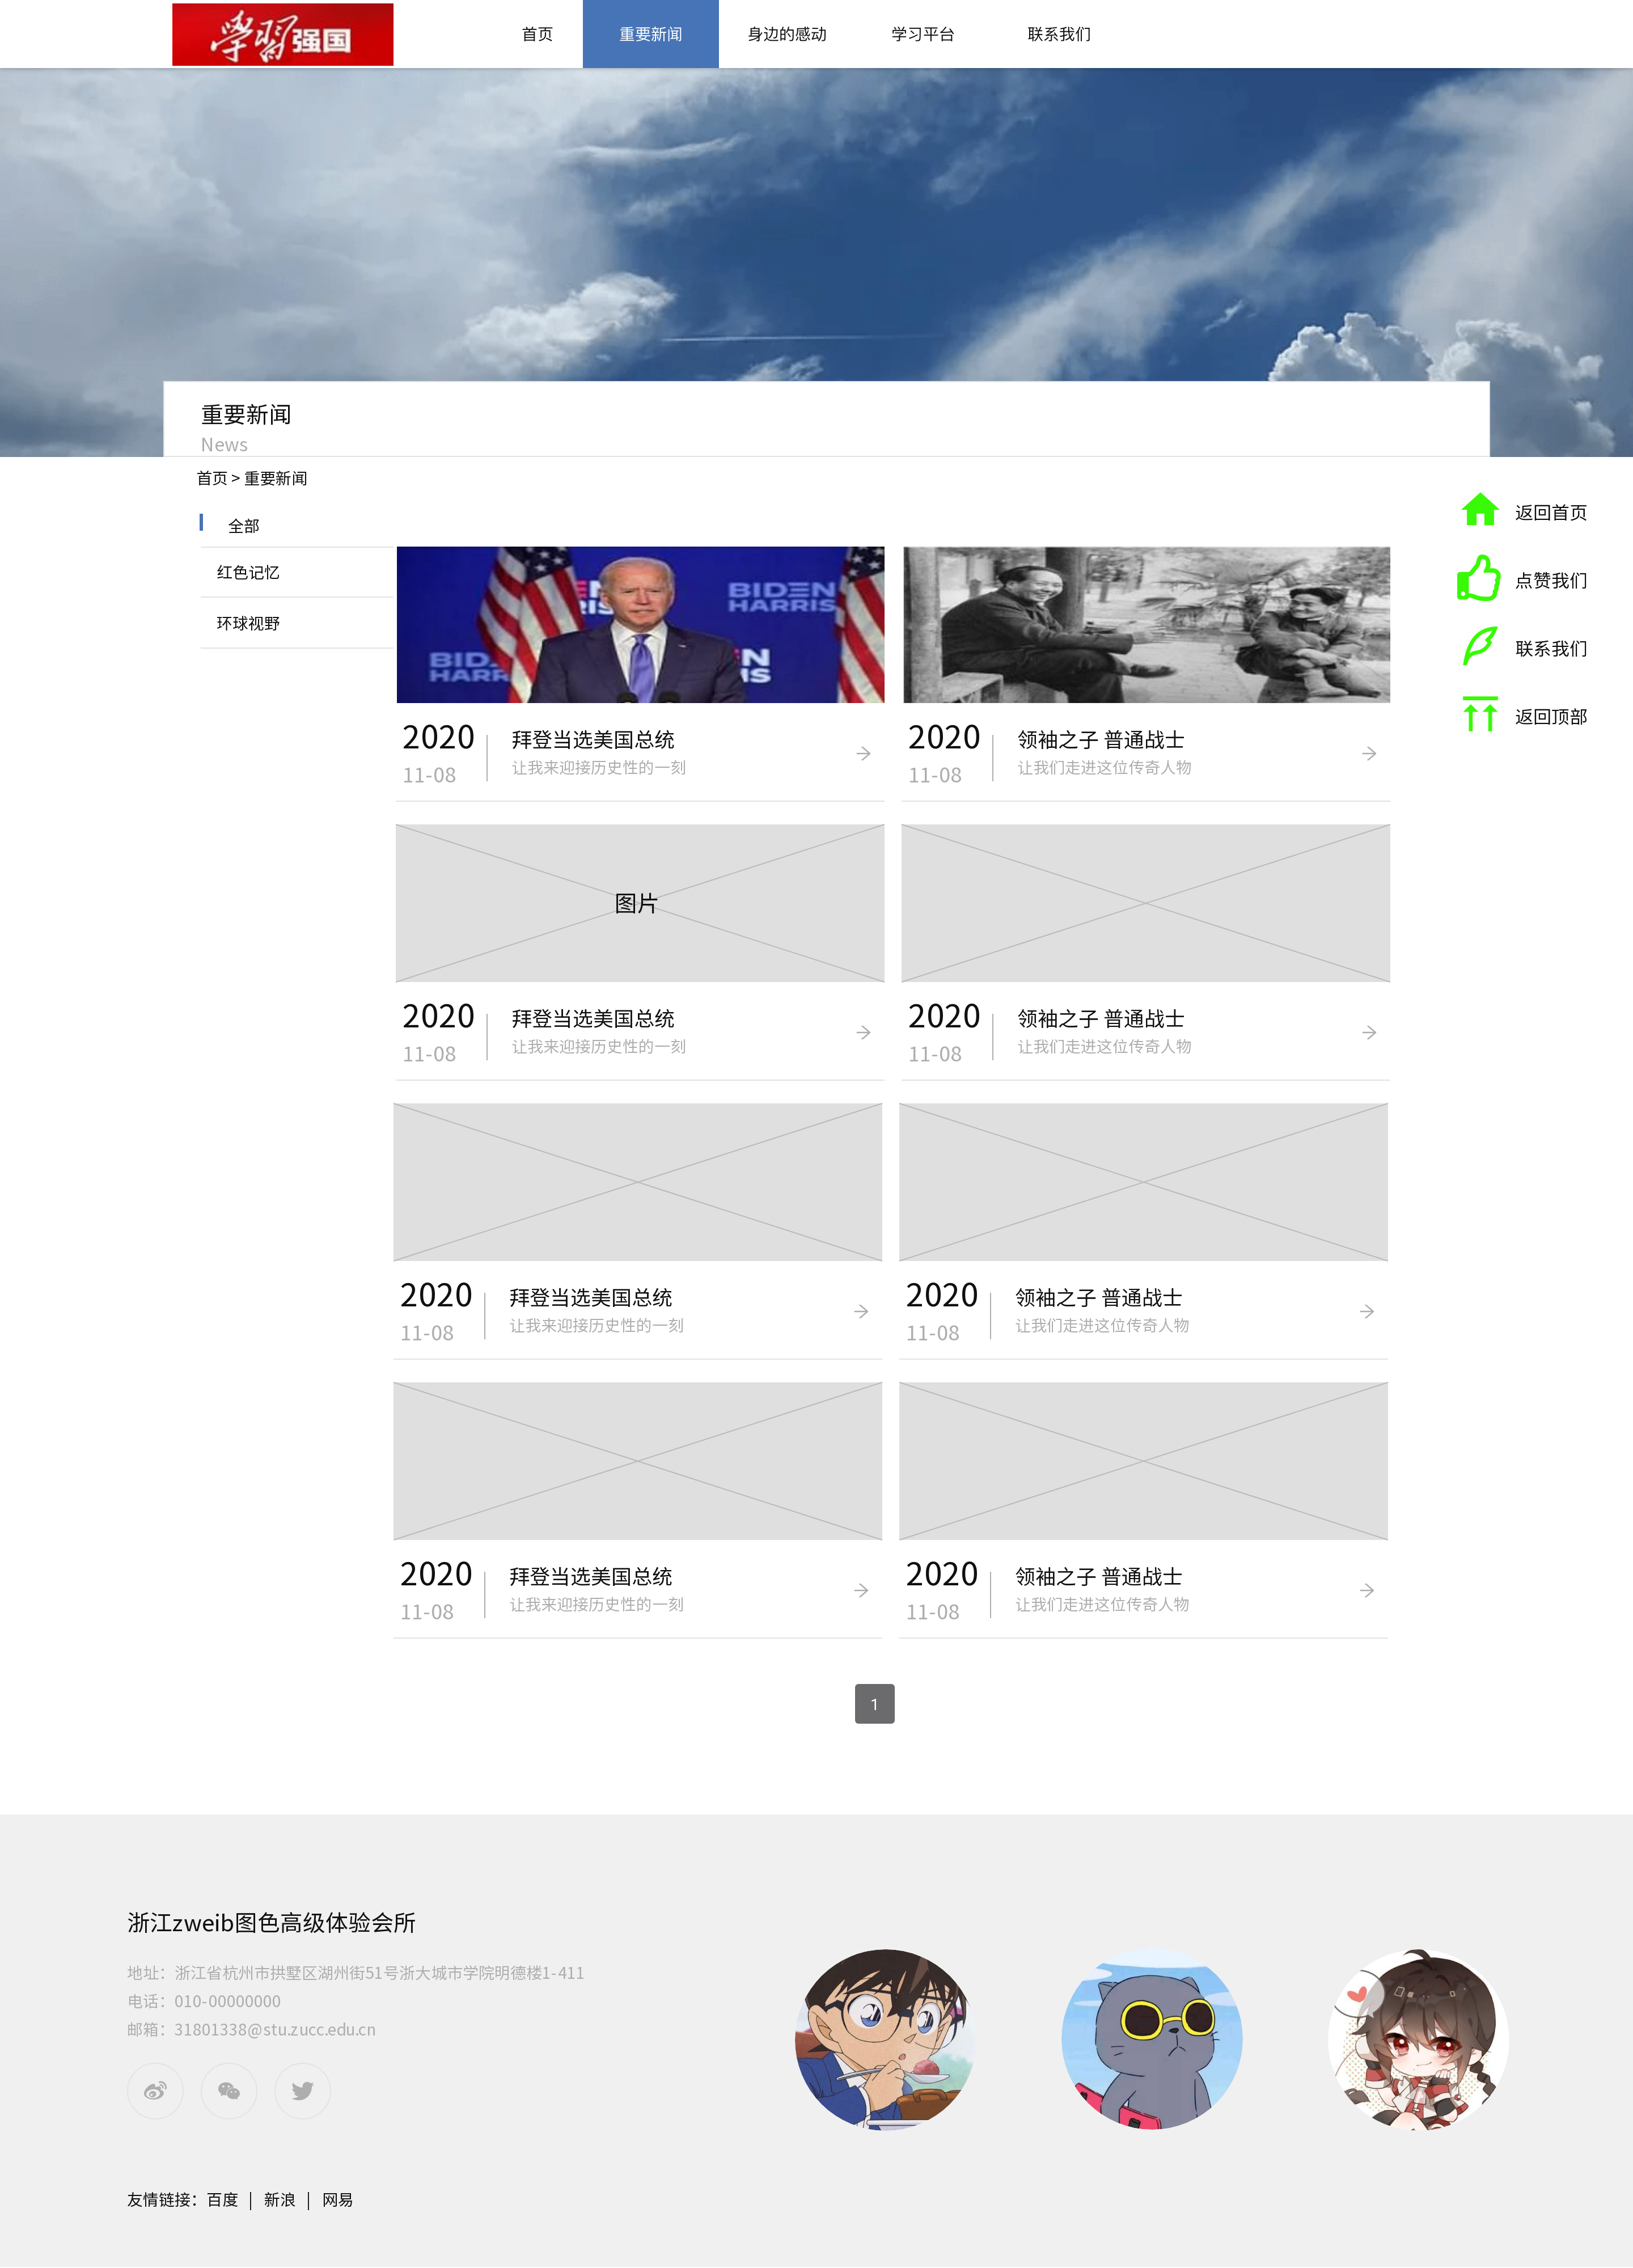 學習强国
首页
重要新闻
身边的感动
学习平台
联系我们
重要新闻
News
首页 > 重要新闻
全部
红色记忆
环球视野
BIDEN
HARRIS
返回首页
点赞我们
联系我们
返回顶部
2020
11-08
拜登当选美国总统
让我来迎接历史性的一刻
2020
11-08
领袖之子 普通战士
让我们走进这位传奇人物
图片
2020
11-08
拜登当选美国总统
让我来迎接历史性的一刻
2020
11-08
领袖之子 普通战士
让我们走进这位传奇人物
2020
11-08
拜登当选美国总统
让我来迎接历史性的一刻
2020
11-08
领袖之子 普通战士
让我们走进这位传奇人物
2020
11-08
拜登当选美国总统
让我来迎接历史性的一刻
2020
11-08
领袖之子 普通战士
让我们走进这位传奇人物
1
浙江zweib图色高级体验会所
地址：浙江省杭州市拱墅区湖州街51号浙大城市学院明德楼1-411
电话：010-00000000
邮箱：31801338@stu.zucc.edu.cn
友情链接：百度 | 新浪 | 网易